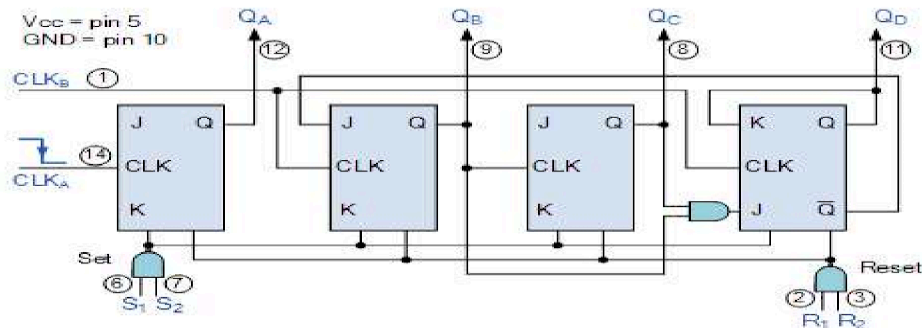 Vcc = pin 5
GND = pin 10
QA
QB
QC
QD
12
9
8
11
CLKB
1
J Q
J Q
J Q
K Q
14
CLKA
CLK
CLK
CLK
CLK
K
K
K
J Q̅
Set
Reset
6
7
2
3
S1 S2
R1 R2